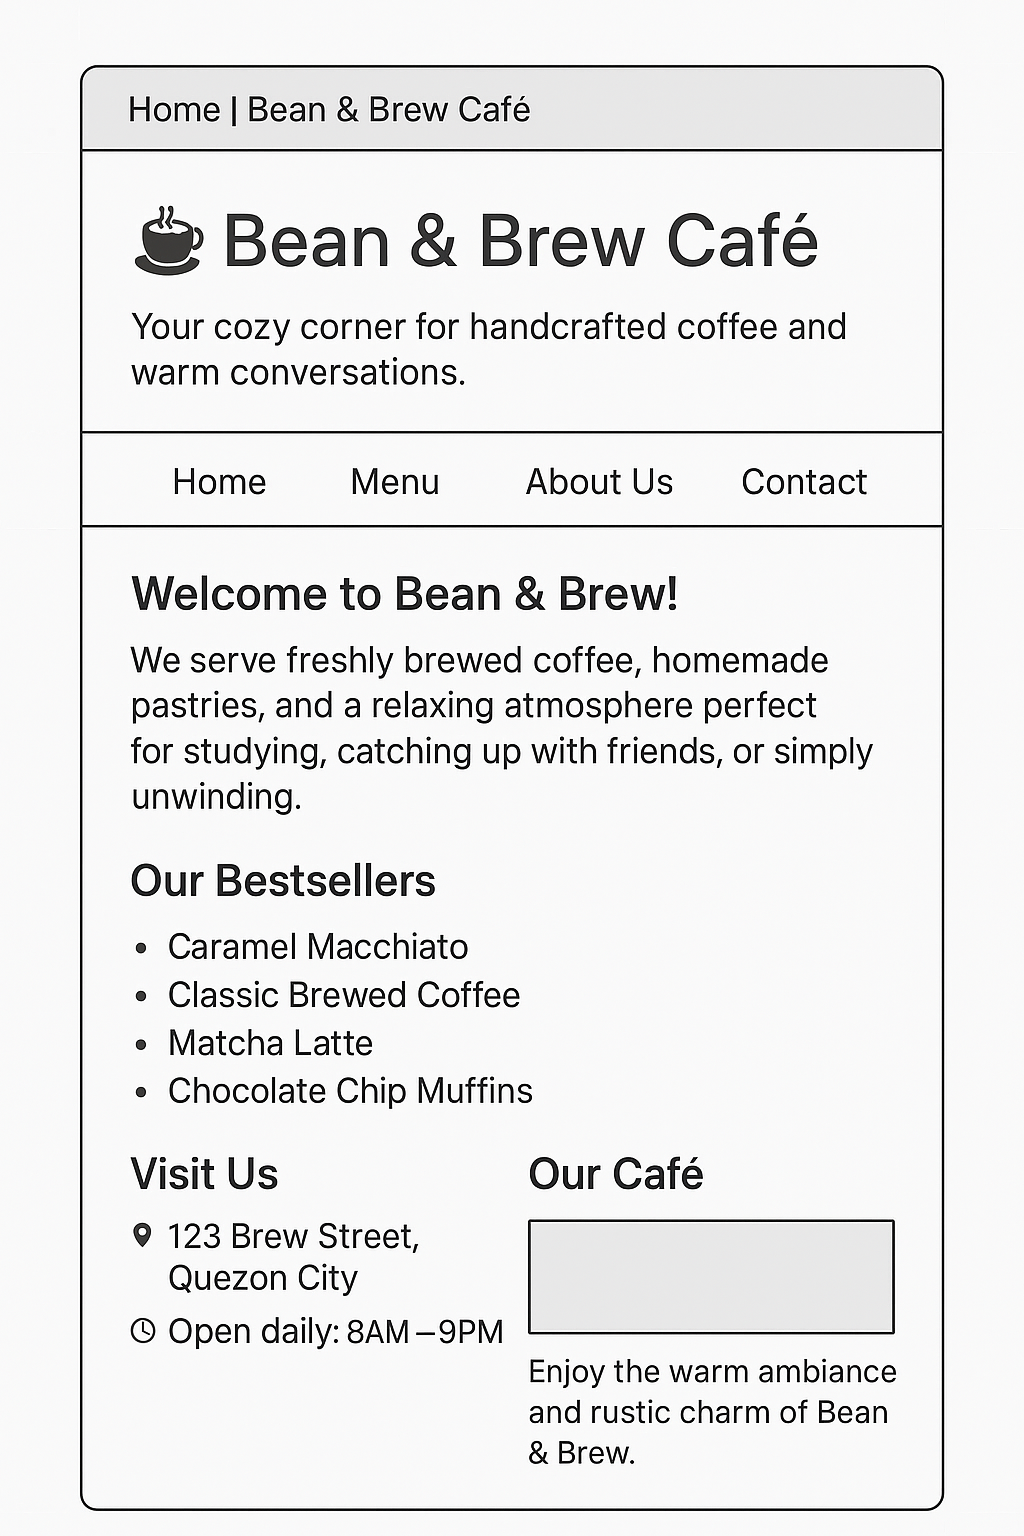 Home | Bean & Brew Café
Bean & Brew Café
Your cozy corner for handcrafted coffee and
warm conversations.
Home Menu About Us Contact
Welcome to Bean & Brew!
We serve freshly brewed coffee, homemade
pastries, and a relaxing atmosphere perfect
for studying, catching up with friends, or simply
unwinding.
Our Bestsellers
• Caramel Macchiato
• Classic Brewed Coffee
• Matcha Latte
• Chocolate Chip Muffins
Visit Us
123 Brew Street,
Quezon City
Open daily: 8AM–9PM
Our Café
Enjoy the warm ambiance
and rustic charm of Bean
& Brew.